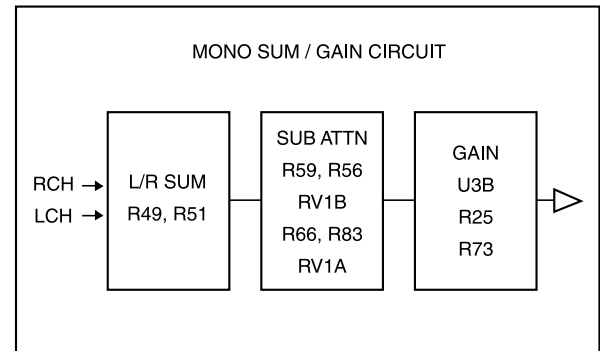 MONO SUM / GAIN CIRCUIT
RCH
LCH
L/R SUM
R49, R51
SUB ATTN
R59, R56
RV1B
R66, R83
RV1A
GAIN
U3B
R25
R73